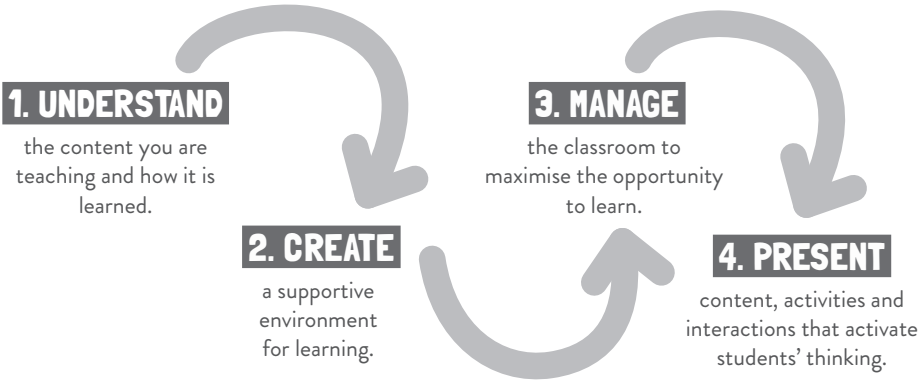 1. UNDERSTAND
the content you are
teaching and how it is
learned.
2. CREATE
a supportive
environment
for learning.
3. MANAGE
the classroom to
maximise the opportunity
to learn.
4. PRESENT
content, activities and
interactions that activate
students’ thinking.